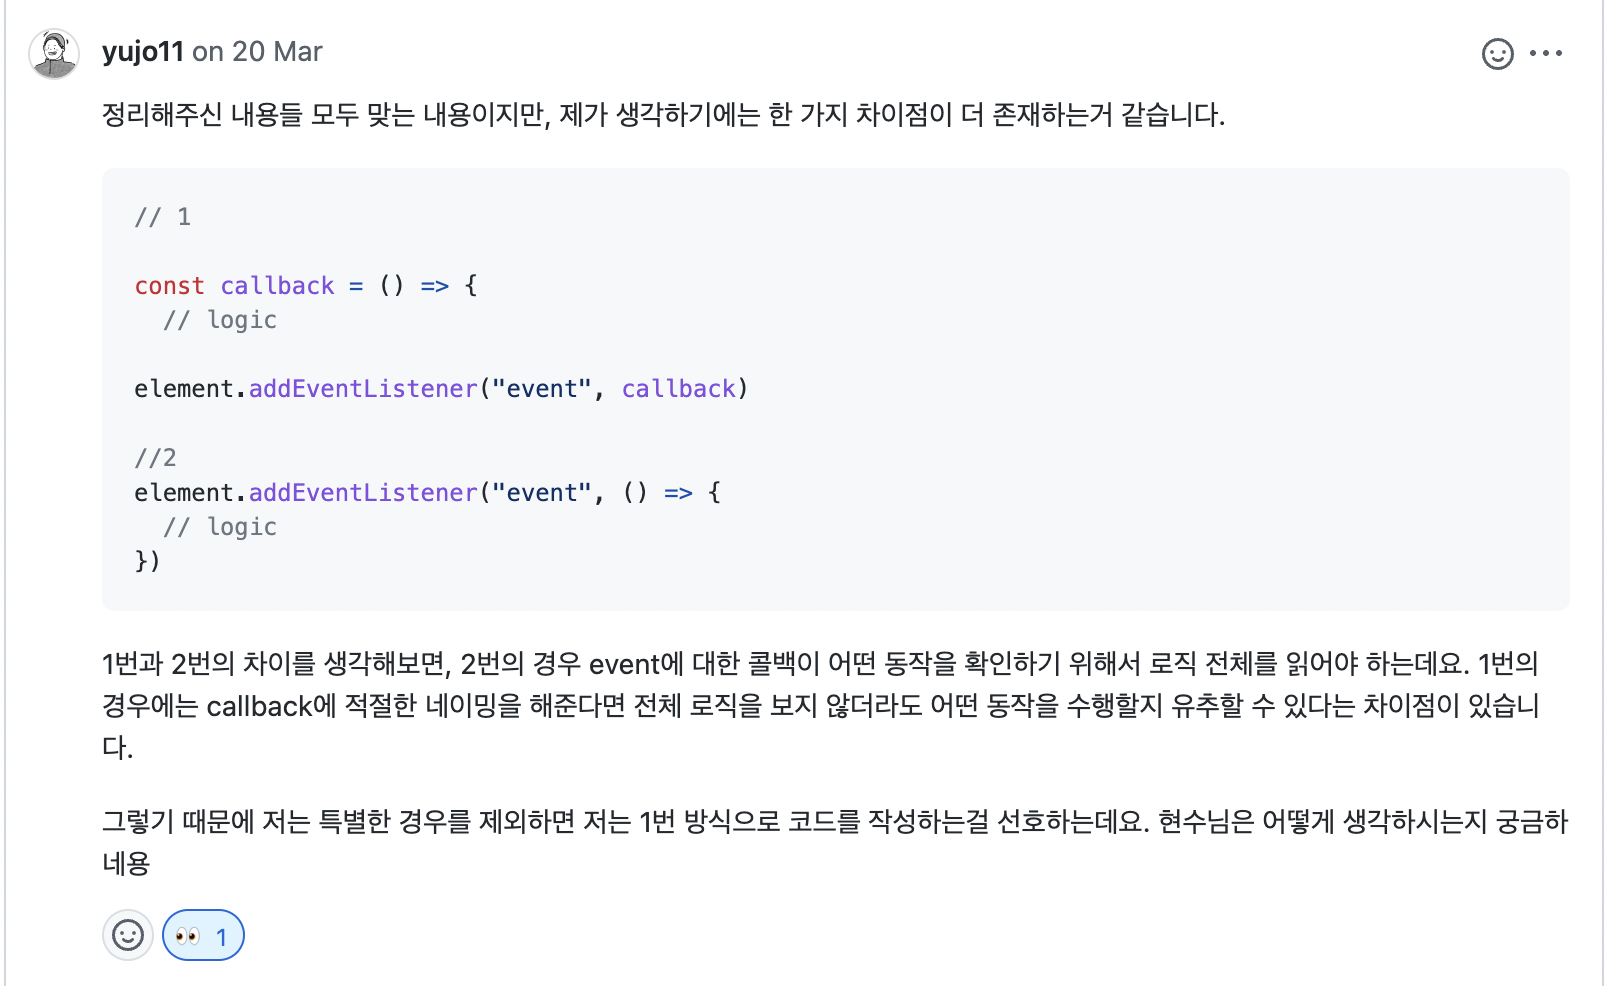 yujo11 on 20 Mar
정리해주신 내용들 모두 맞는 내용이지만, 제가 생각하기에는 한 가지 차이점이 더 존재하는거 같습니다.
// 1
const callback = () => {
  // logic
element.addEventListener("event", callback)
//2
element.addEventListener("event", () => {
  // logic
})
1번과 2번의 차이를 생각해보면, 2번의 경우 event에 대한 콜백이 어떤 동작을 확인하기 위해서 로직 전체를 읽어야 하는데요. 1번의
경우에는 callback에 적절한 네이밍을 해준다면 전체 로직을 보지 않더라도 어떤 동작을 수행할지 유추할 수 있다는 차이점이 있습니
다.
그렇기 때문에 저는 특별한 경우를 제외하면 저는 1번 방식으로 코드를 작성하는걸 선호하는데요. 현수님은 어떻게 생각하시는지 궁금하
네용
👀 1